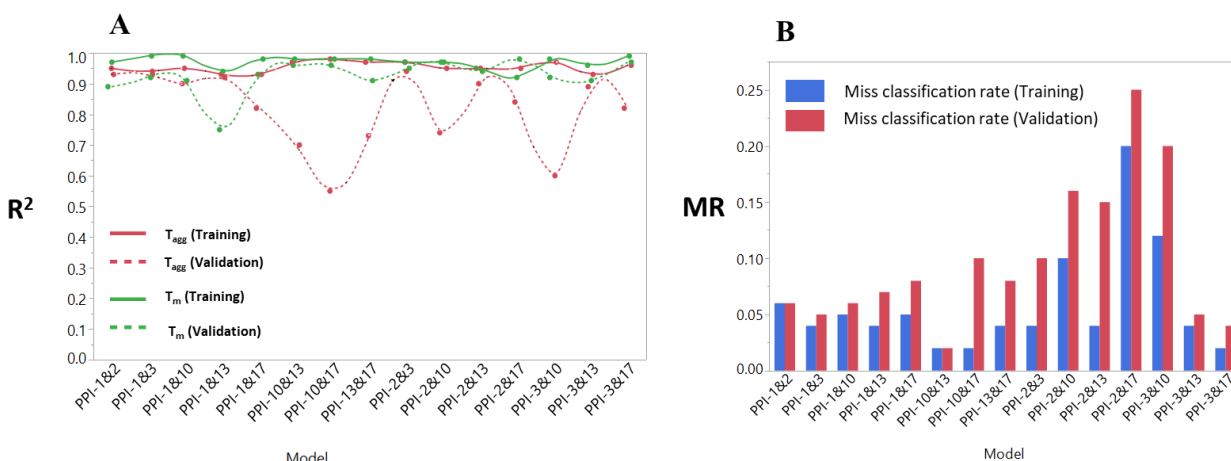 A
B
1.0
0.9
0.8
0.7
0.6
0.5
0.4
0.3
0.2
0.1
0.0
R²
T_agg (Training)
T_agg (Validation)
T_m (Training)
T_m (Validation)
PPI-1&2
PPI-1&3
PPI-1&10
PPI-1&13
PPI-1&17
PPI-10&13
PPI-10&17
PPI-13&17
PPI-2&3
PPI-2&10
PPI-2&13
PPI-2&17
PPI-3&10
PPI-3&13
PPI-3&17
Model
0.25
0.20
0.15
0.10
0.05
0.00
MR
Miss classification rate (Training)
Miss classification rate (Validation)
PPI-1&2
PPI-1&3
PPI-1&10
PPI-1&13
PPI-1&17
PPI-10&13
PPI-10&17
PPI-13&17
PPI-2&3
PPI-2&10
PPI-2&13
PPI-2&17
PPI-3&10
PPI-3&13
PPI-3&17
Model